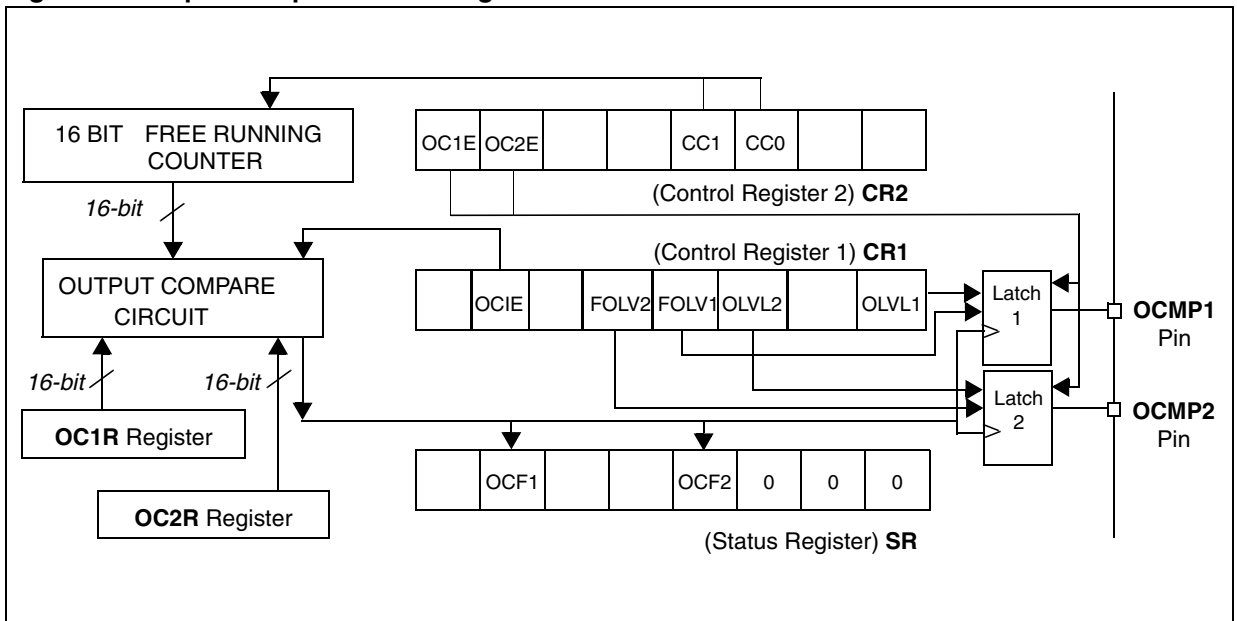 16 BIT FREE RUNNING
COUNTER
OC1E OC2E CC1 CC0
(Control Register 2) CR2
16-bit
(Control Register 1) CR1
OUTPUT COMPARE
CIRCUIT
OCIE FOLV2 FOLV1 OLVL2 OLVL1
Latch
1
OCMP1
Pin
16-bit 16-bit
Latch
2
OCMP2
Pin
OC1R Register
OCF1 OCF2 0 0 0
OC2R Register
(Status Register) SR